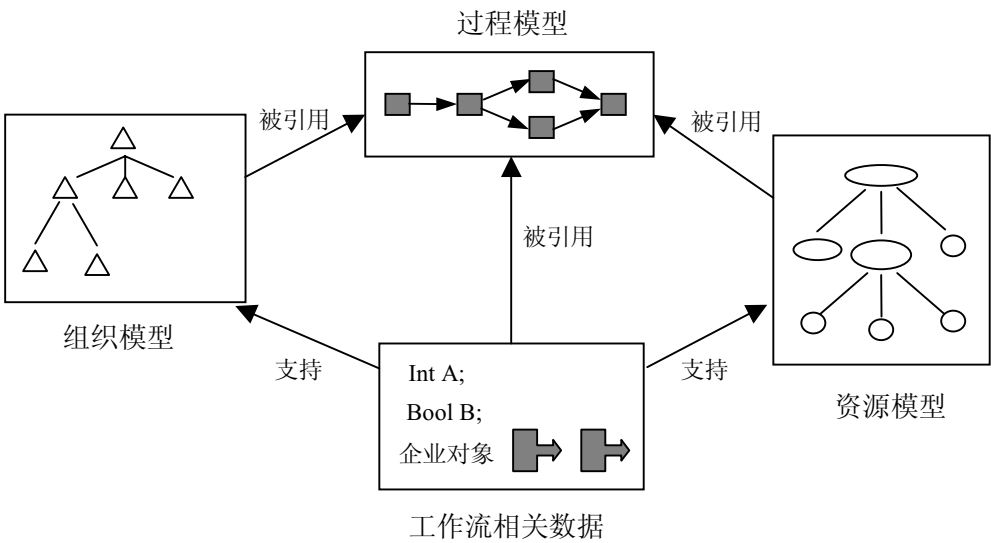 过程模型
被引用
被引用
被引用
组织模型
支持
支持
Int A;
Bool B;
企业对象
资源模型
工作流相关数据